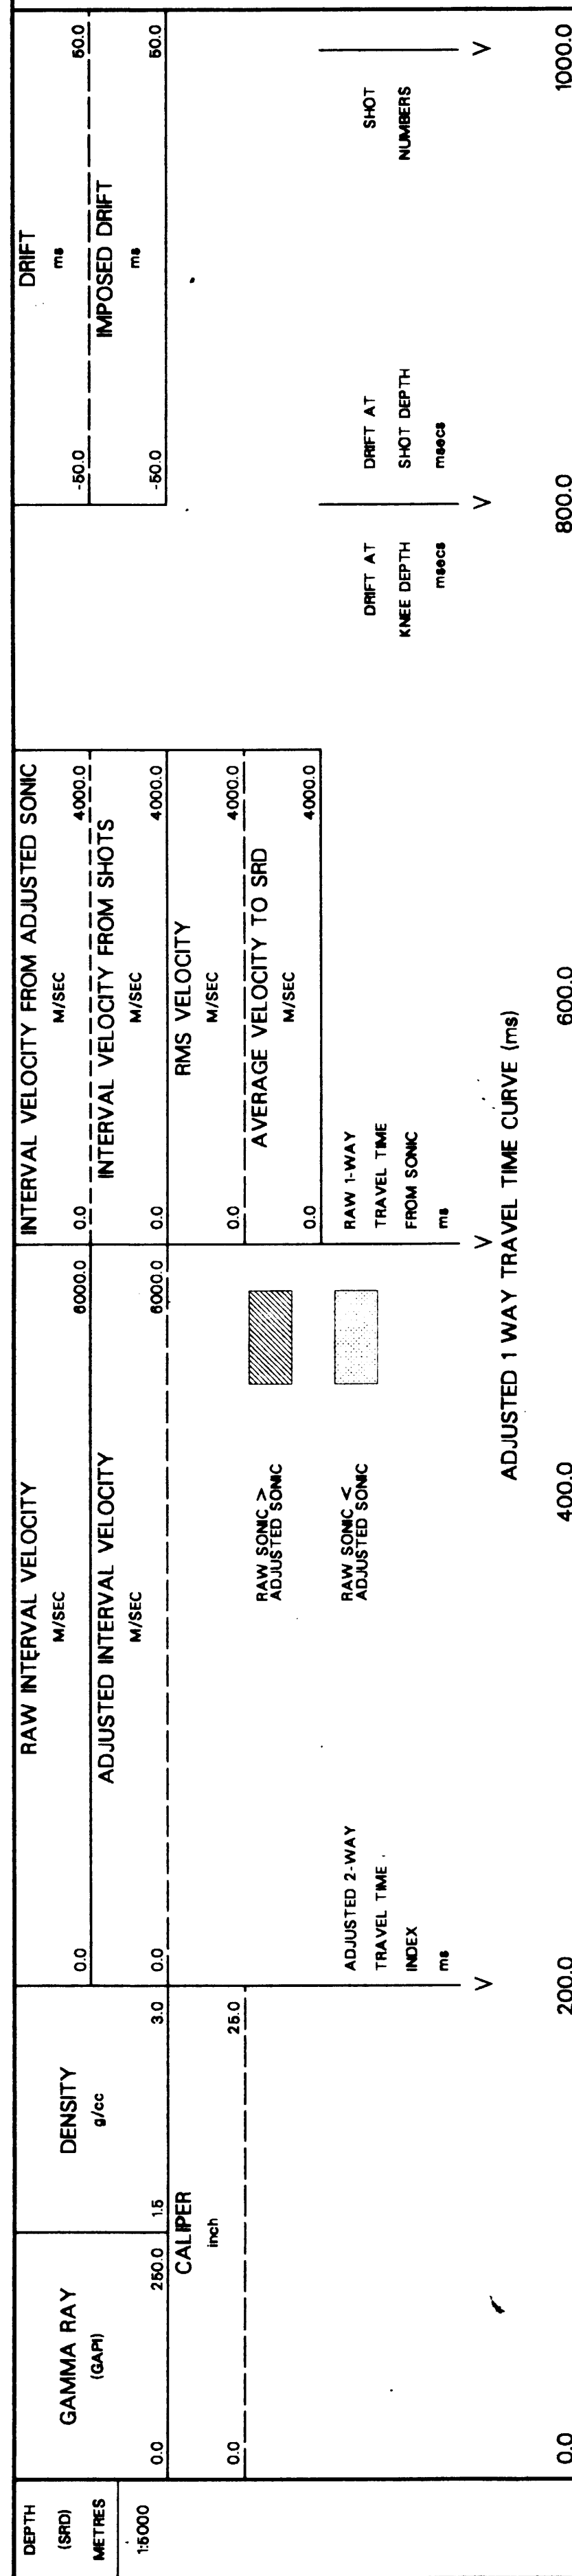 DEPTH
(SRD)
METRES
1:5000
GAMMA RAY
(GAPI)
0.0 250.0
DENSITY
g/cc
1.5 3.0
CALIPER
inch
0.0 25.0
RAW INTERVAL VELOCITY
M/SEC
0.0 6000.0
ADJUSTED INTERVAL VELOCITY
M/SEC
0.0 6000.0
RAW SONIC >
ADJUSTED SONIC
RAW SONIC <
ADJUSTED SONIC
ADJUSTED 2-WAY
TRAVEL TIME
INDEX
ms
INTERVAL VELOCITY FROM ADJUSTED SONIC
M/SEC
0.0 4000.0
INTERVAL VELOCITY FROM SHOTS
M/SEC
0.0 4000.0
RMS VELOCITY
M/SEC
0.0 4000.0
AVERAGE VELOCITY TO SRD
M/SEC
0.0 4000.0
RAW 1-WAY
TRAVEL TIME
FROM SONIC
ms
DRIFT
ms
-50.0 50.0
IMPOSED DRIFT
ms
-50.0 50.0
DRIFT AT
KNEE DEPTH
msecs
DRIFT AT
SHOT DEPTH
msecs
SHOT
NUMBERS
V V V V
ADJUSTED 1 WAY TRAVEL TIME CURVE (ms)
0.0 200.0 400.0 600.0 800.0 1000.0